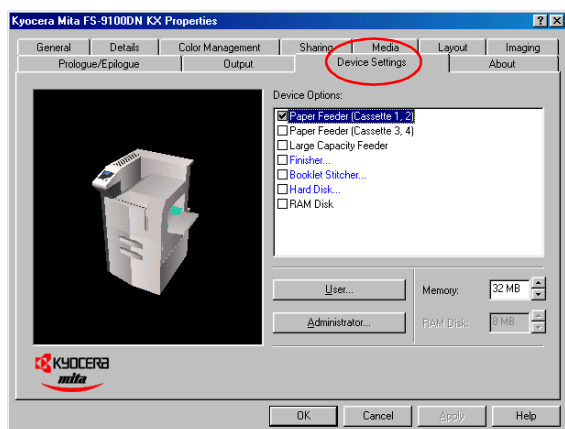 Kyocera Mita FS-9100DN KX Properties
General Details Color Management Sharing Media Layout Imaging
Prologue/Epilogue Output Device Settings About
Device Options:
Paper Feeder (Cassette 1, 2)
Paper Feeder (Cassette 3, 4)
Large Capacity Feeder
Finisher...
Booklet Stitcher...
Hard Disk...
RAM Disk
User... Memory: 32 MB
Administrator... RAM Disk: 8 MB
KYOCERA
mita
OK Cancel Apply Help